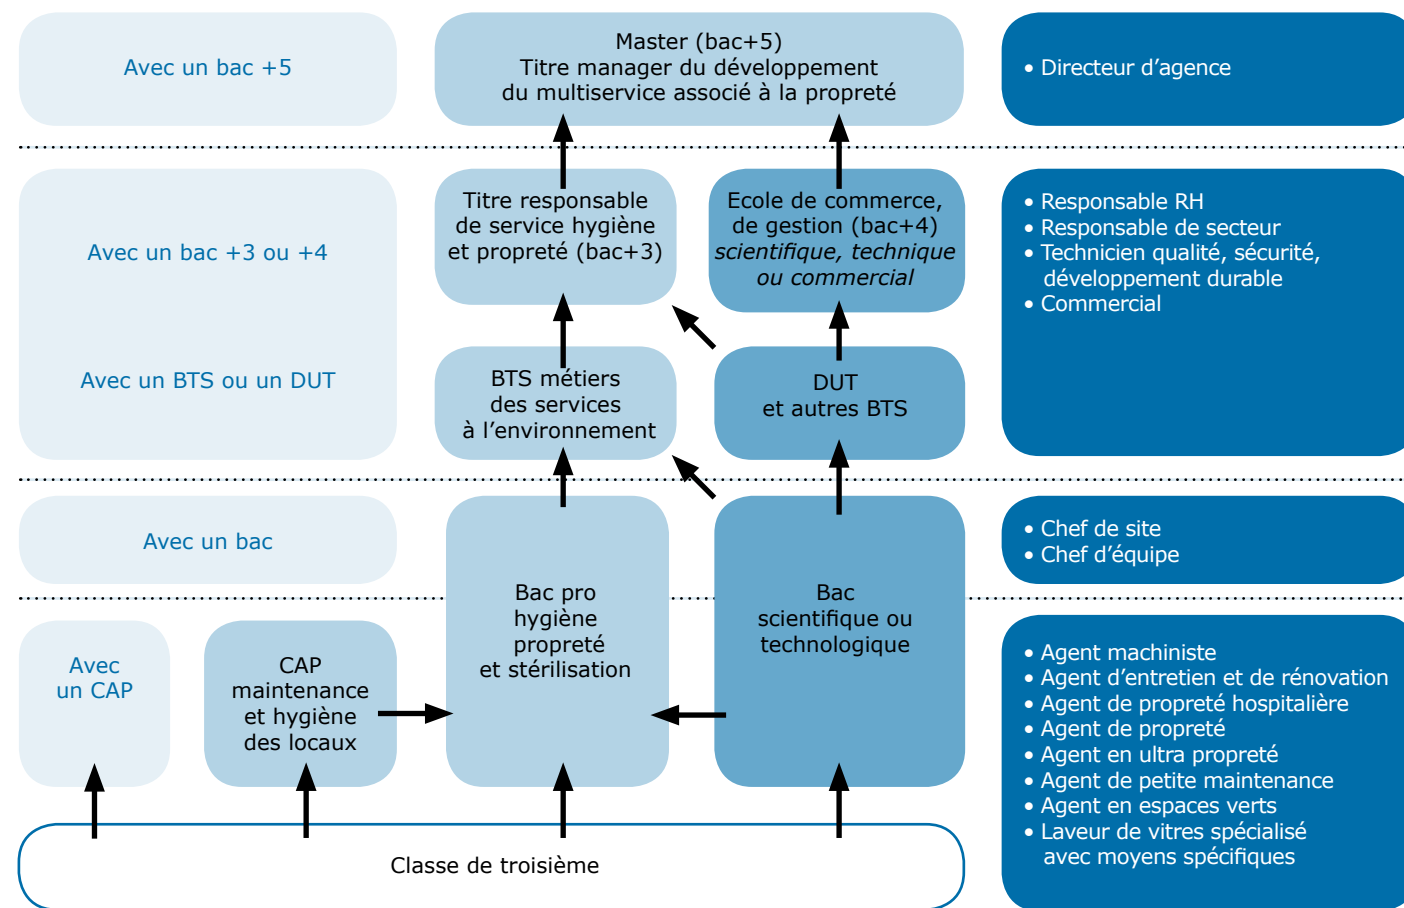 Avec un bac +5
Master (bac+5)
Titre manager du développement
du multiservice associé à la propreté
• Directeur d'agence
Avec un bac +3 ou +4
Titre responsable
de service hygiène
et propreté (bac+3)
Ecole de commerce,
de gestion (bac+4)
scientifique, technique
ou commercial
• Responsable RH
• Responsable de secteur
• Technicien qualité, sécurité,
développement durable
• Commercial
Avec un BTS ou un DUT
BTS métiers
des services
à l'environnement
DUT
et autres BTS
Avec un bac
• Chef de site
• Chef d'équipe
Bac pro
hygiène
propreté
et stérilisation
Bac
scientifique ou
technologique
Avec
un CAP
CAP
maintenance
et hygiène
des locaux
• Agent machiniste
• Agent d'entretien et de rénovation
• Agent de propreté hospitalière
• Agent de propreté
• Agent en ultra propreté
• Agent de petite maintenance
• Agent en espaces verts
• Laveur de vitres spécialisé
avec moyens spécifiques
Classe de troisième